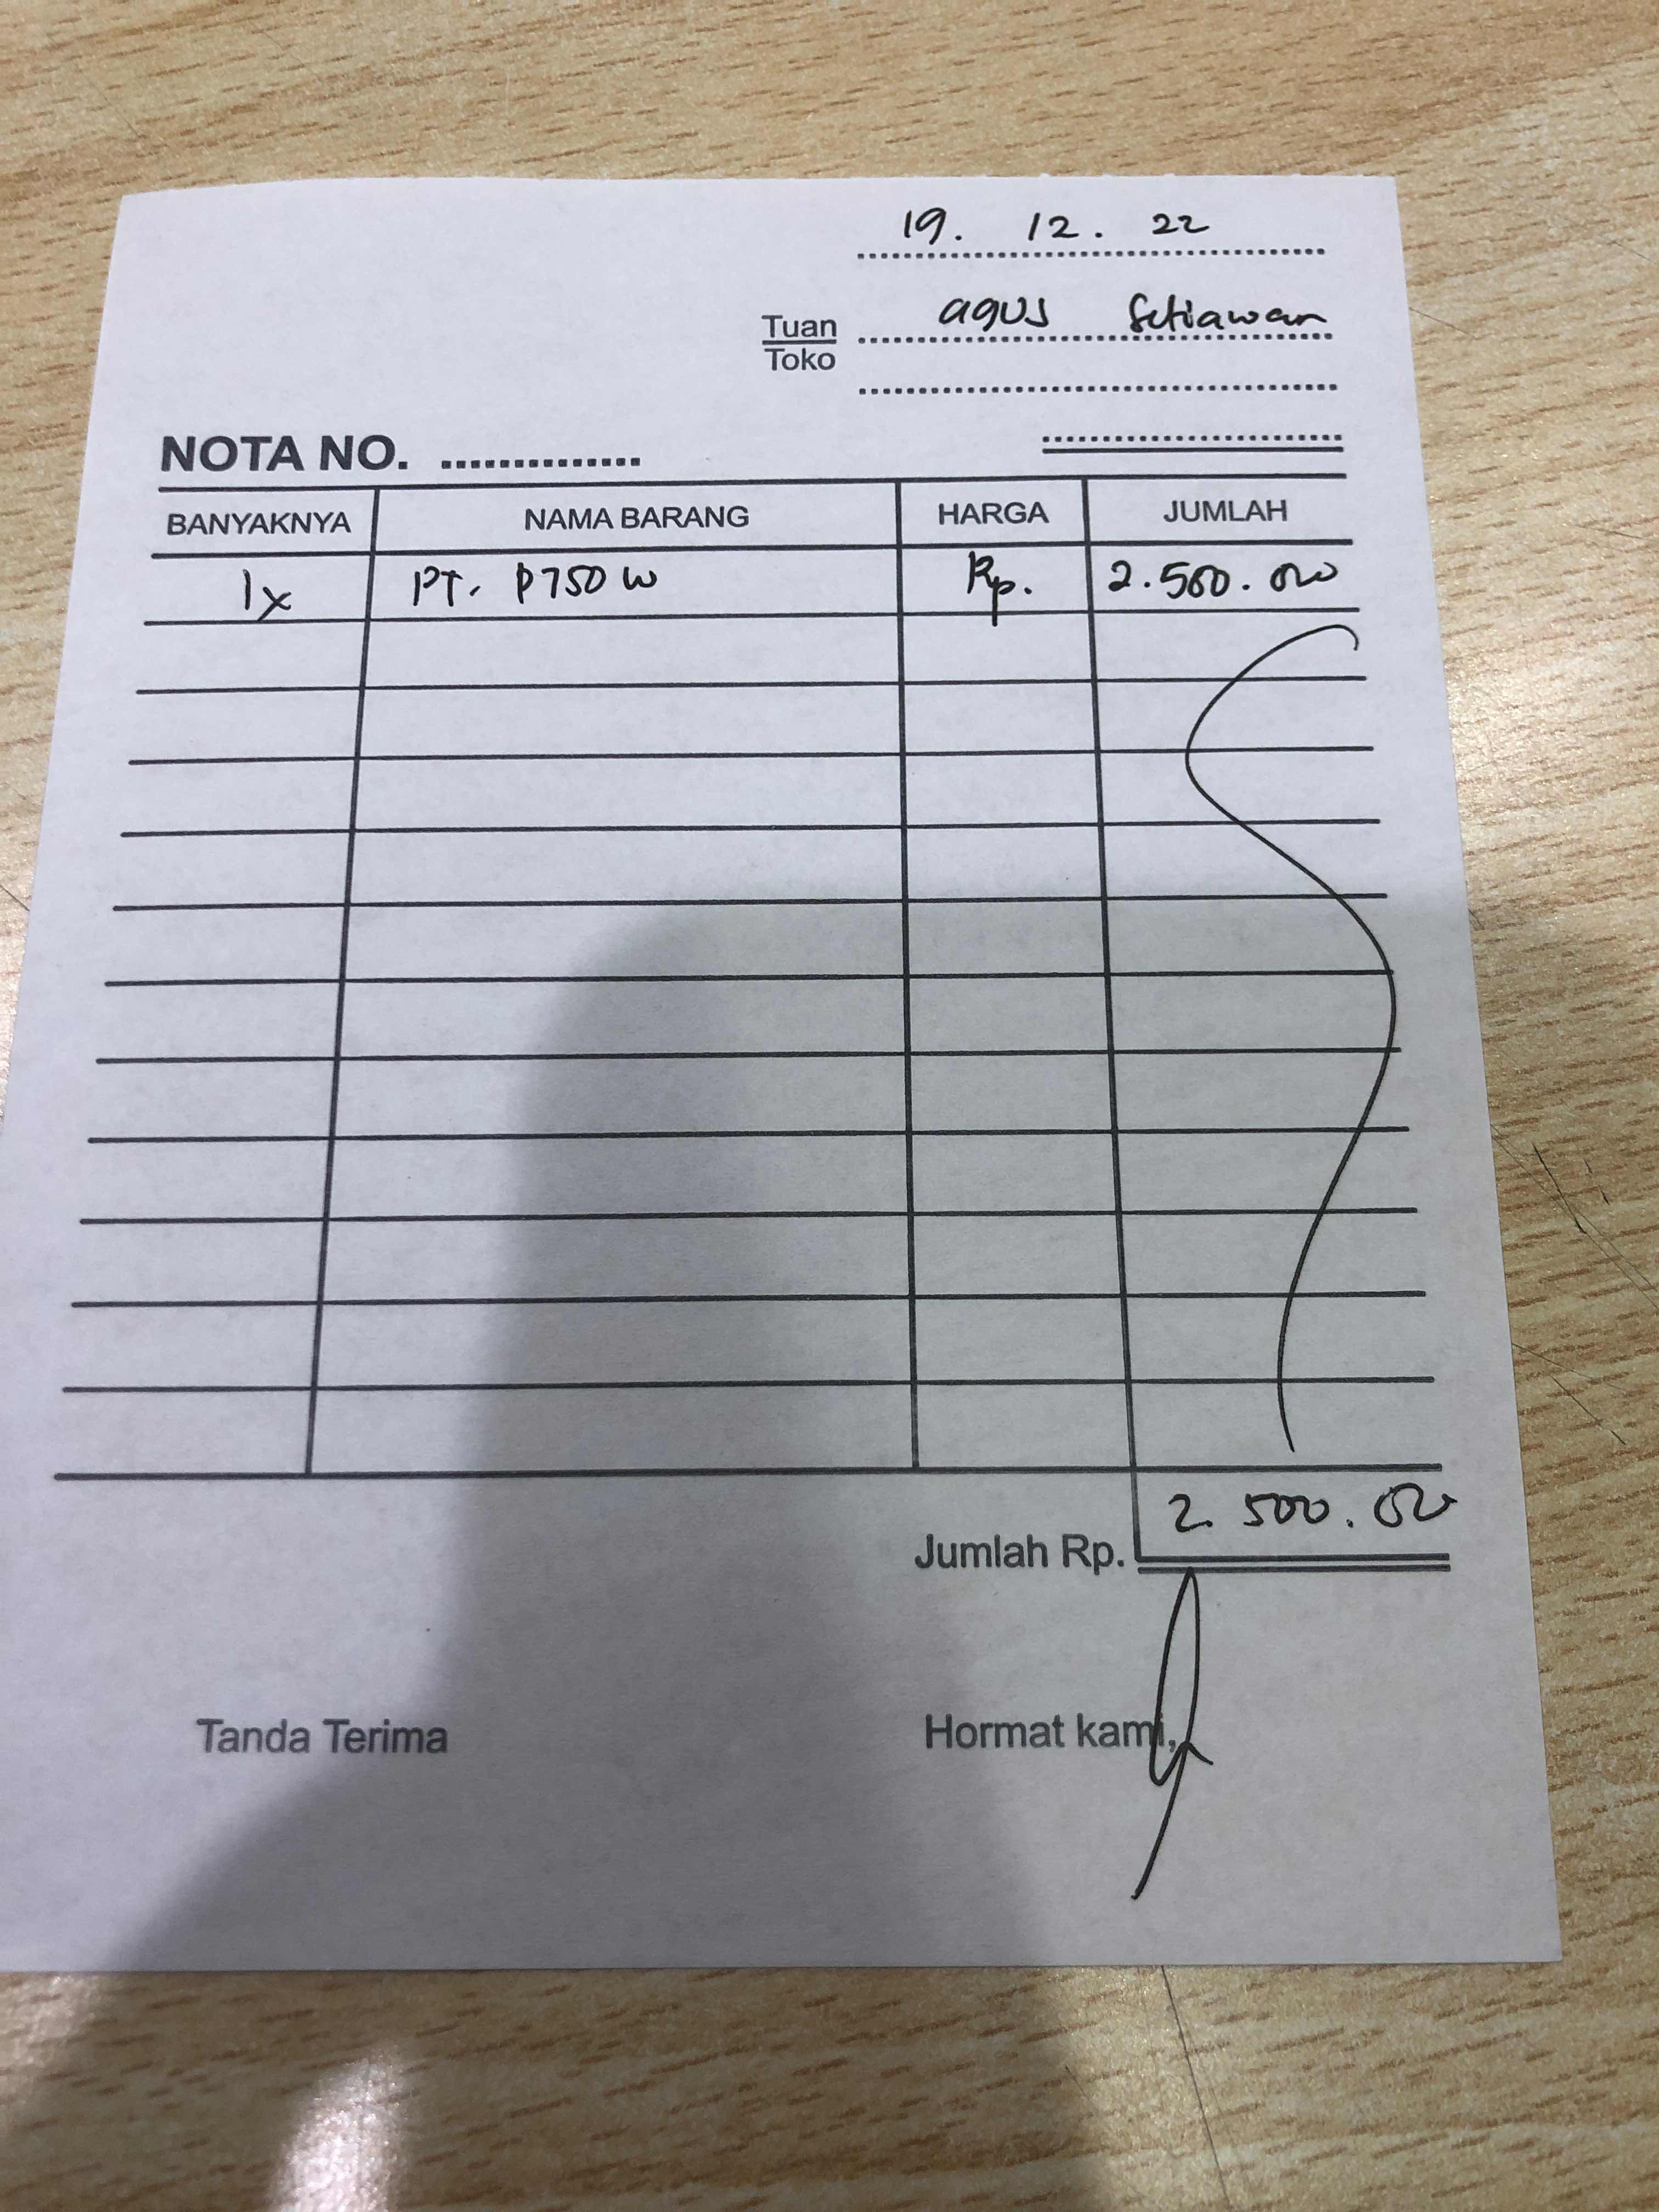 19. 12. 22
Tuan agus Setiawan
Toko
NOTA NO. ..............
BANYAKNYA NAMA BARANG HARGA JUMLAH
1x PT. P750 W Rp. 2.500.000
Jumlah Rp. 2.500.000
Tanda Terima Hormat kami,